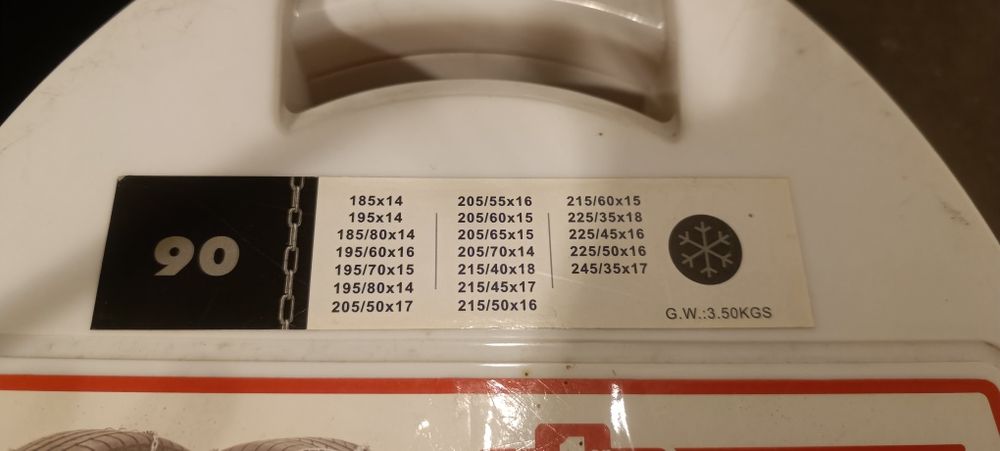 90
185x14
195x14
185/80x14
195/60x16
195/70x15
195/80x14
205/50x17
205/55x16
205/60x15
205/65x15
205/70x14
215/40x18
215/45x17
215/50x16
215/60x15
225/35x18
225/45x16
225/50x16
245/35x17
G.W.:3.50KGS